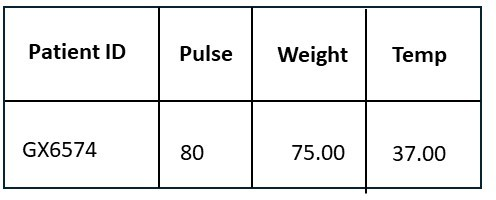 Patient ID Pulse Weight Temp
GX6574 80 75.00 37.00